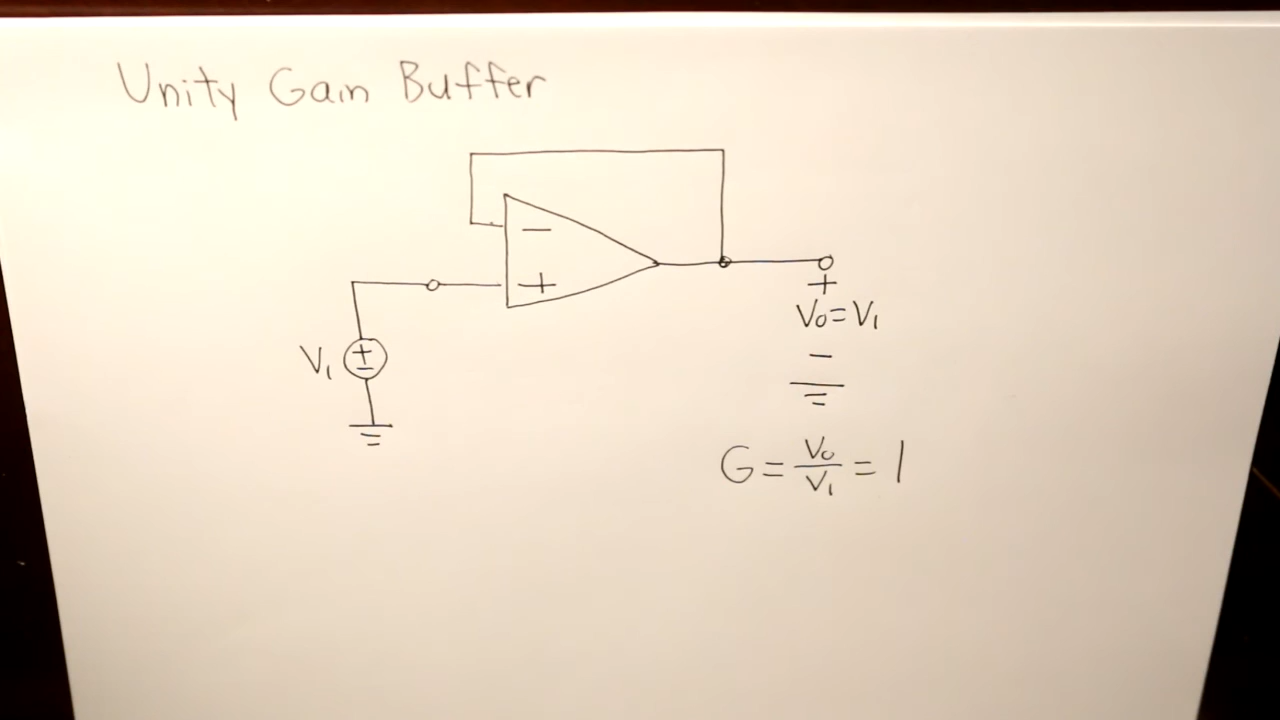 Unity Gain Buffer
−
+
+
V₀=V₁
−
V₁
+
−
G = V₀/V₁ = 1